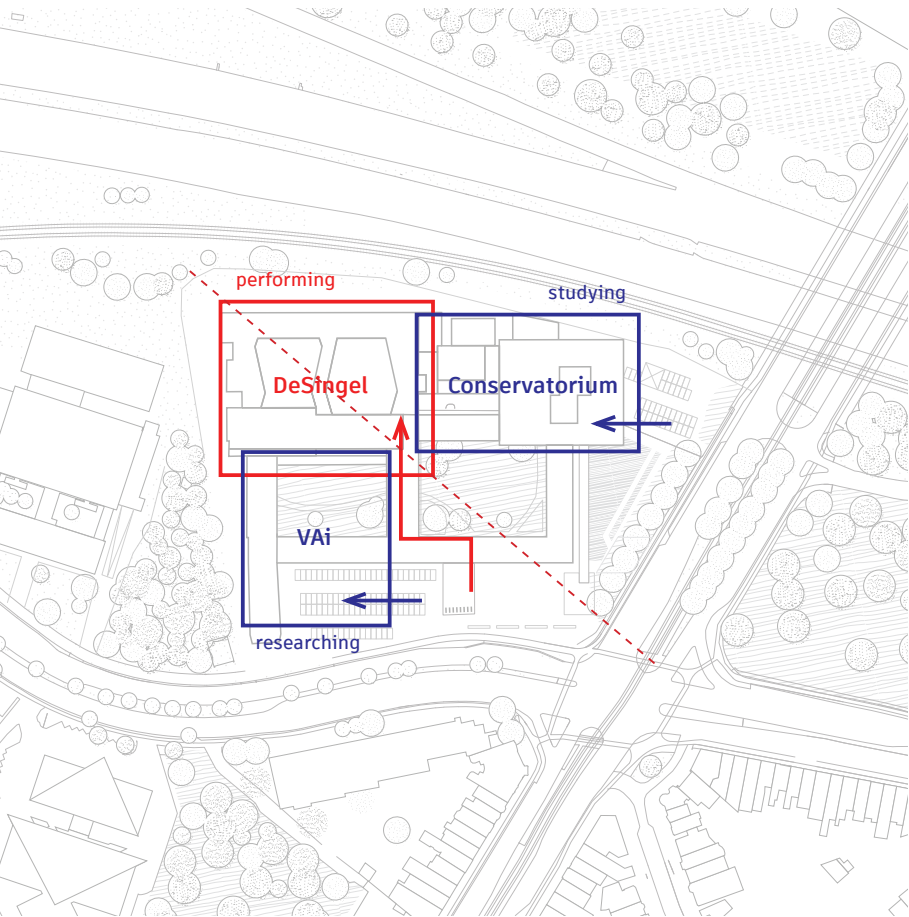 performing
studying
DeSingel
Conservatorium
VAi
researching